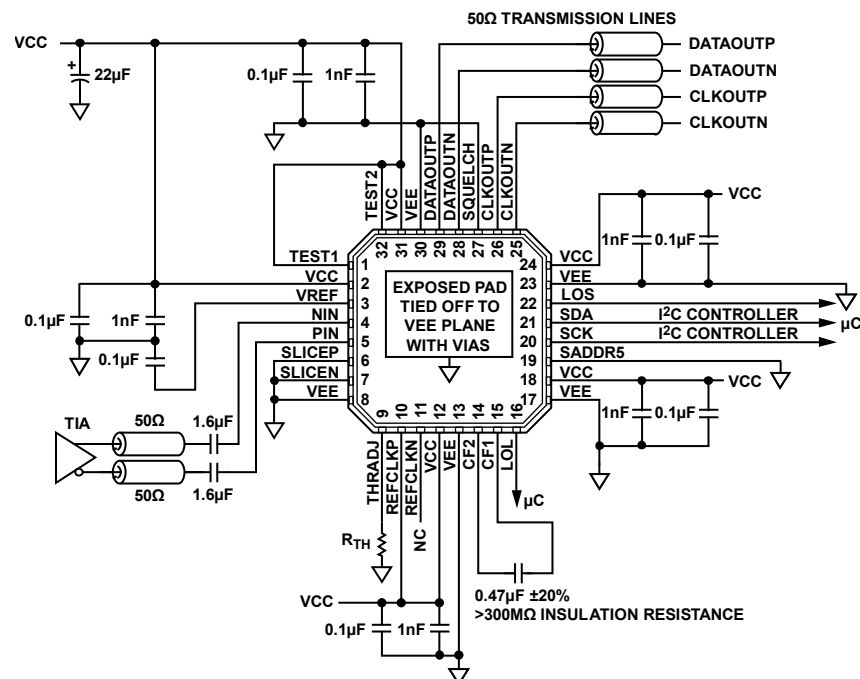 50Ω TRANSMISSION LINES
VCC
DATAOUTP
DATAOUTN
CLKOUTP
CLKOUTN
+
22µF
0.1µF
1nF
TEST2
VCC
VEE
DATAOUTP
DATAOUTN
SQUELCH
CLKOUTP
CLKOUTN
32
31
30
29
28
27
26
25
TEST1
1
VCC
2
VREF
3
NIN
4
PIN
5
SLICEP
6
SLICEN
7
VEE
8
0.1µF
1nF
0.1µF
EXPOSED PAD
TIED OFF TO
VEE PLANE
WITH VIAS
24
VCC
23
VEE
22
LOS
21
SDA
I2C CONTROLLER
20
SCK
I2C CONTROLLER
19
SADDR5
18
VCC
17
VEE
VCC
1nF
0.1µF
µC
VCC
1nF
0.1µF
TIA
50Ω
1.6µF
50Ω
1.6µF
9
10
11
12
13
14
15
16
THRADJ
REFCLKP
REFCLKN
VCC
VEE
CF2
CF1
LOL
µC
NC
RTH
0.47µF ±20%
>300MΩ INSULATION RESISTANCE
VCC
0.1µF
1nF